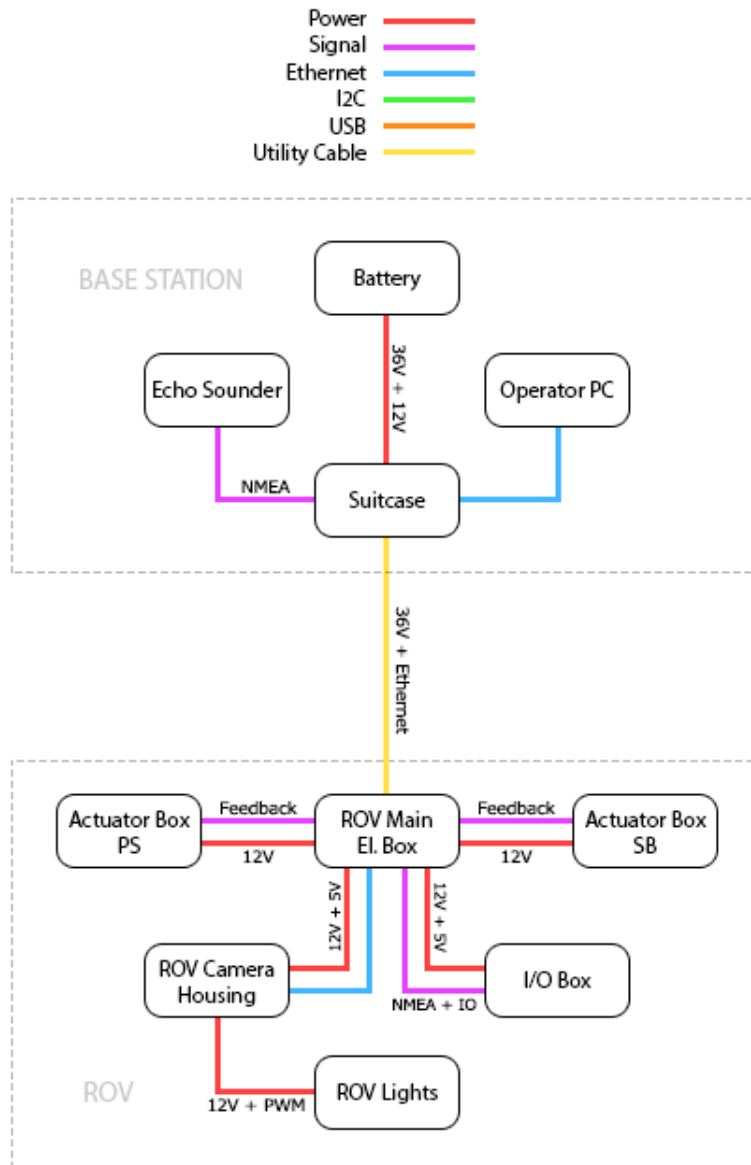 Power
Signal
Ethernet
I2C
USB
Utility Cable
BASE STATION
Battery
36V + 12V
Echo Sounder
Operator PC
NMEA
Suitcase
36V + Ethernet
Actuator Box
PS
Feedback
12V
ROV Main
El. Box
Feedback
12V
Actuator Box
SB
12V + 5V
12V + 5V
ROV Camera
Housing
I/O Box
NMEA + IO
ROV
12V + PWM
ROV Lights